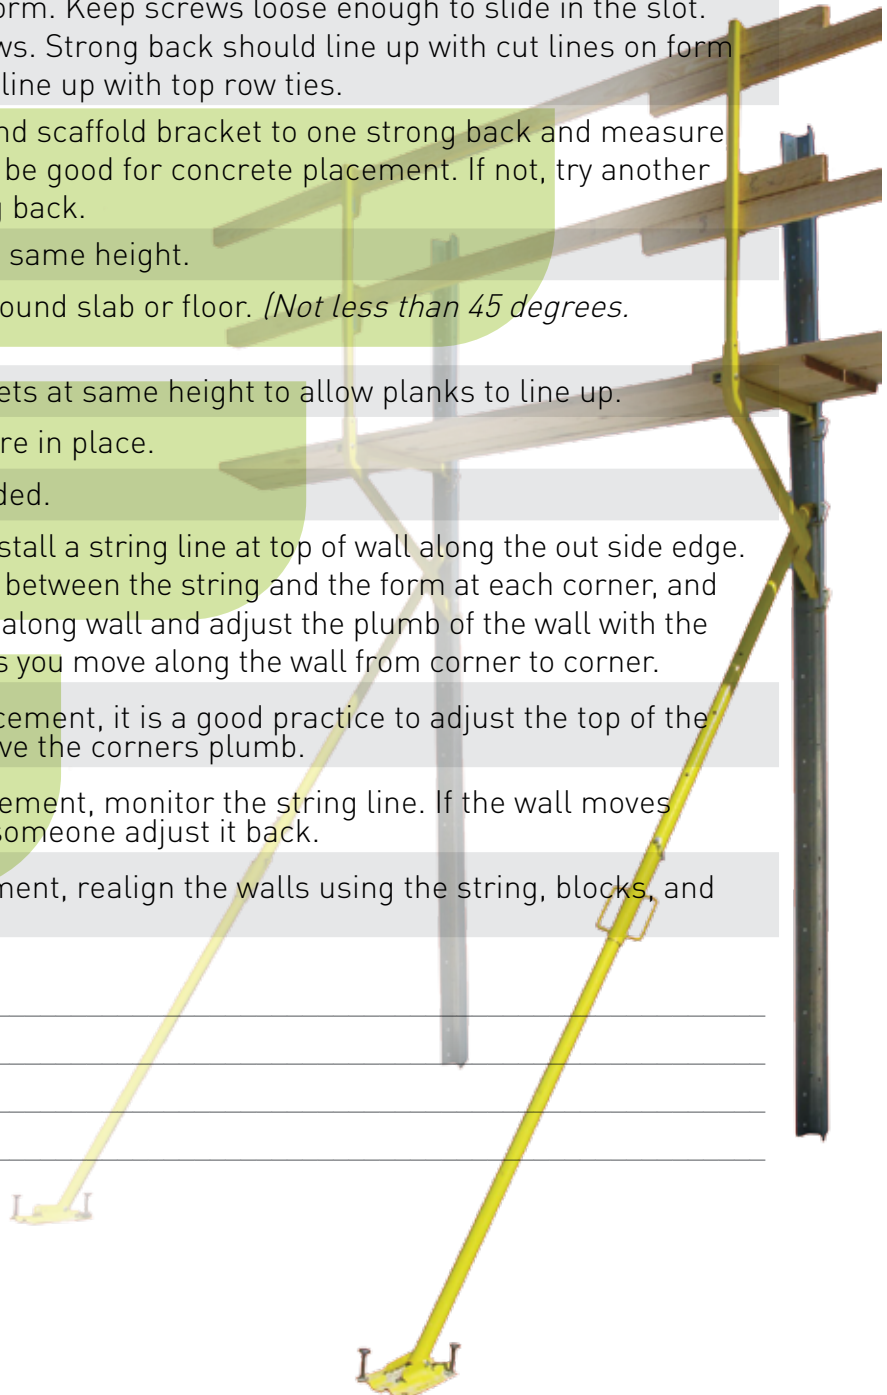 orm. Keep screws loose enough to slide in the slot.
ws. Strong back should line up with cut lines on form
line up with top row ties.
nd scaffold bracket to one strong back and measure
be good for concrete placement. If not, try another
g back.
same height.
ound slab or floor. (Not less than 45 degrees.
ets at same height to allow planks to line up.
re in place.
ded.
stall a string line at top of wall along the out side edge.
between the string and the form at each corner, and
along wall and adjust the plumb of the wall with the
s you move along the wall from corner to corner.
cement, it is a good practice to adjust the top of the
ve the corners plumb.
ement, monitor the string line. If the wall moves
someone adjust it back.
ment, realign the walls using the string, blocks, and